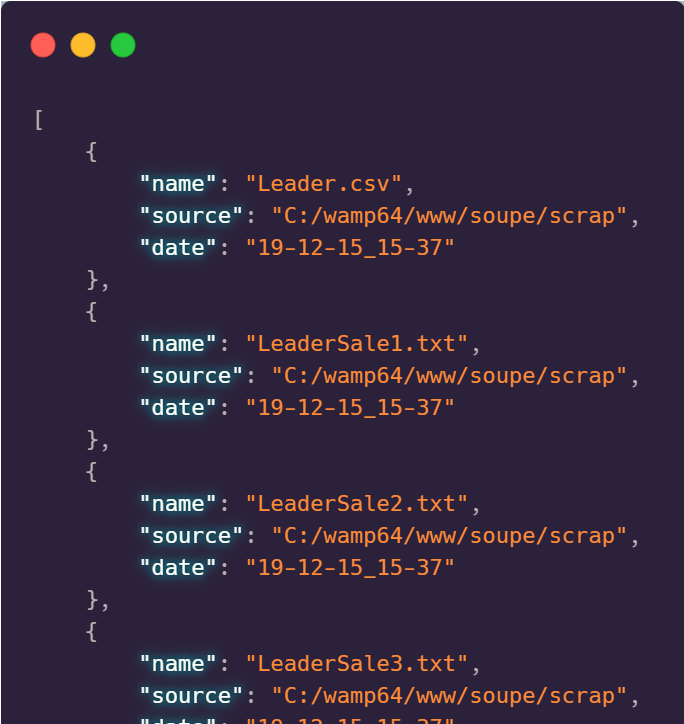 [
    {
        "name": "Leader.csv",
        "source": "C:/wamp64/www/soupe/scrap",
        "date": "19-12-15_15-37"
    },
    {
        "name": "LeaderSale1.txt",
        "source": "C:/wamp64/www/soupe/scrap",
        "date": "19-12-15_15-37"
    },
    {
        "name": "LeaderSale2.txt",
        "source": "C:/wamp64/www/soupe/scrap",
        "date": "19-12-15_15-37"
    },
    {
        "name": "LeaderSale3.txt",
        "source": "C:/wamp64/www/soupe/scrap",